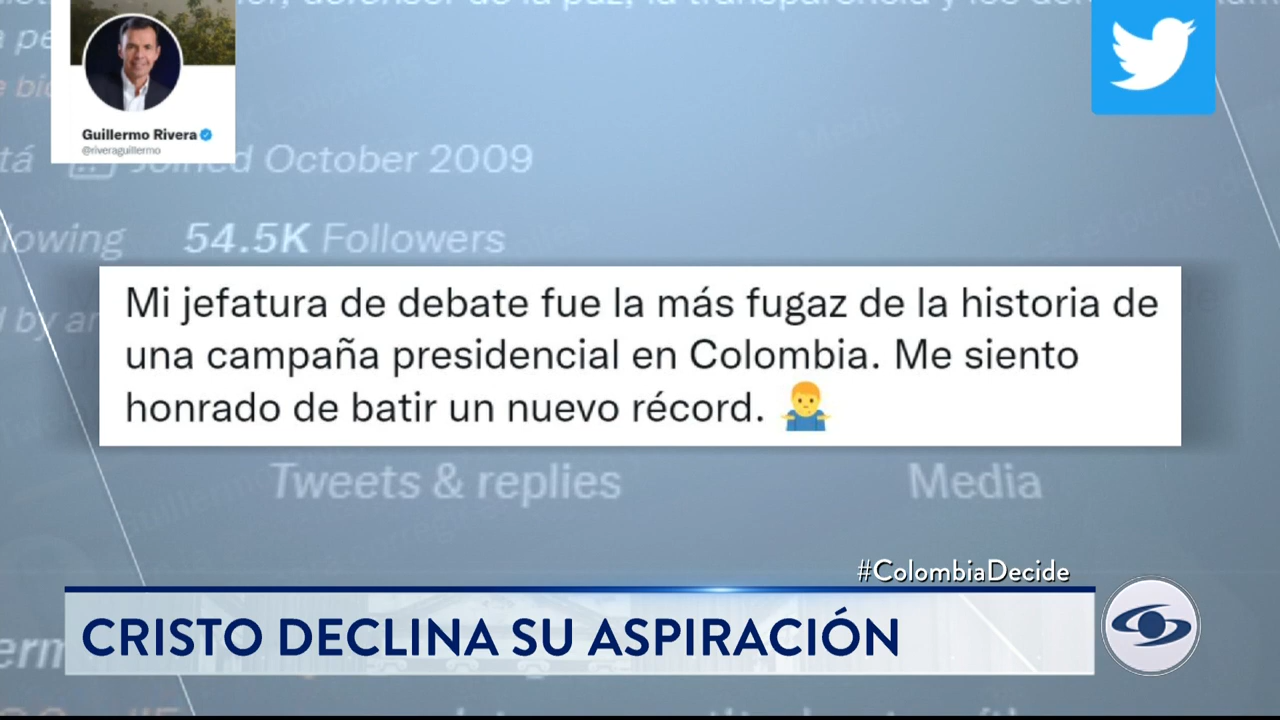 Guillermo Rivera
@riveraguillermo
Joined October 2009
54.5K Followers
Mi jefatura de debate fue la más fugaz de la historia de
una campaña presidencial en Colombia. Me siento
honrado de batir un nuevo récord. 🤷‍♂️
Tweets & replies
Media
#ColombiaDecide
CRISTO DECLINA SU ASPIRACIÓN